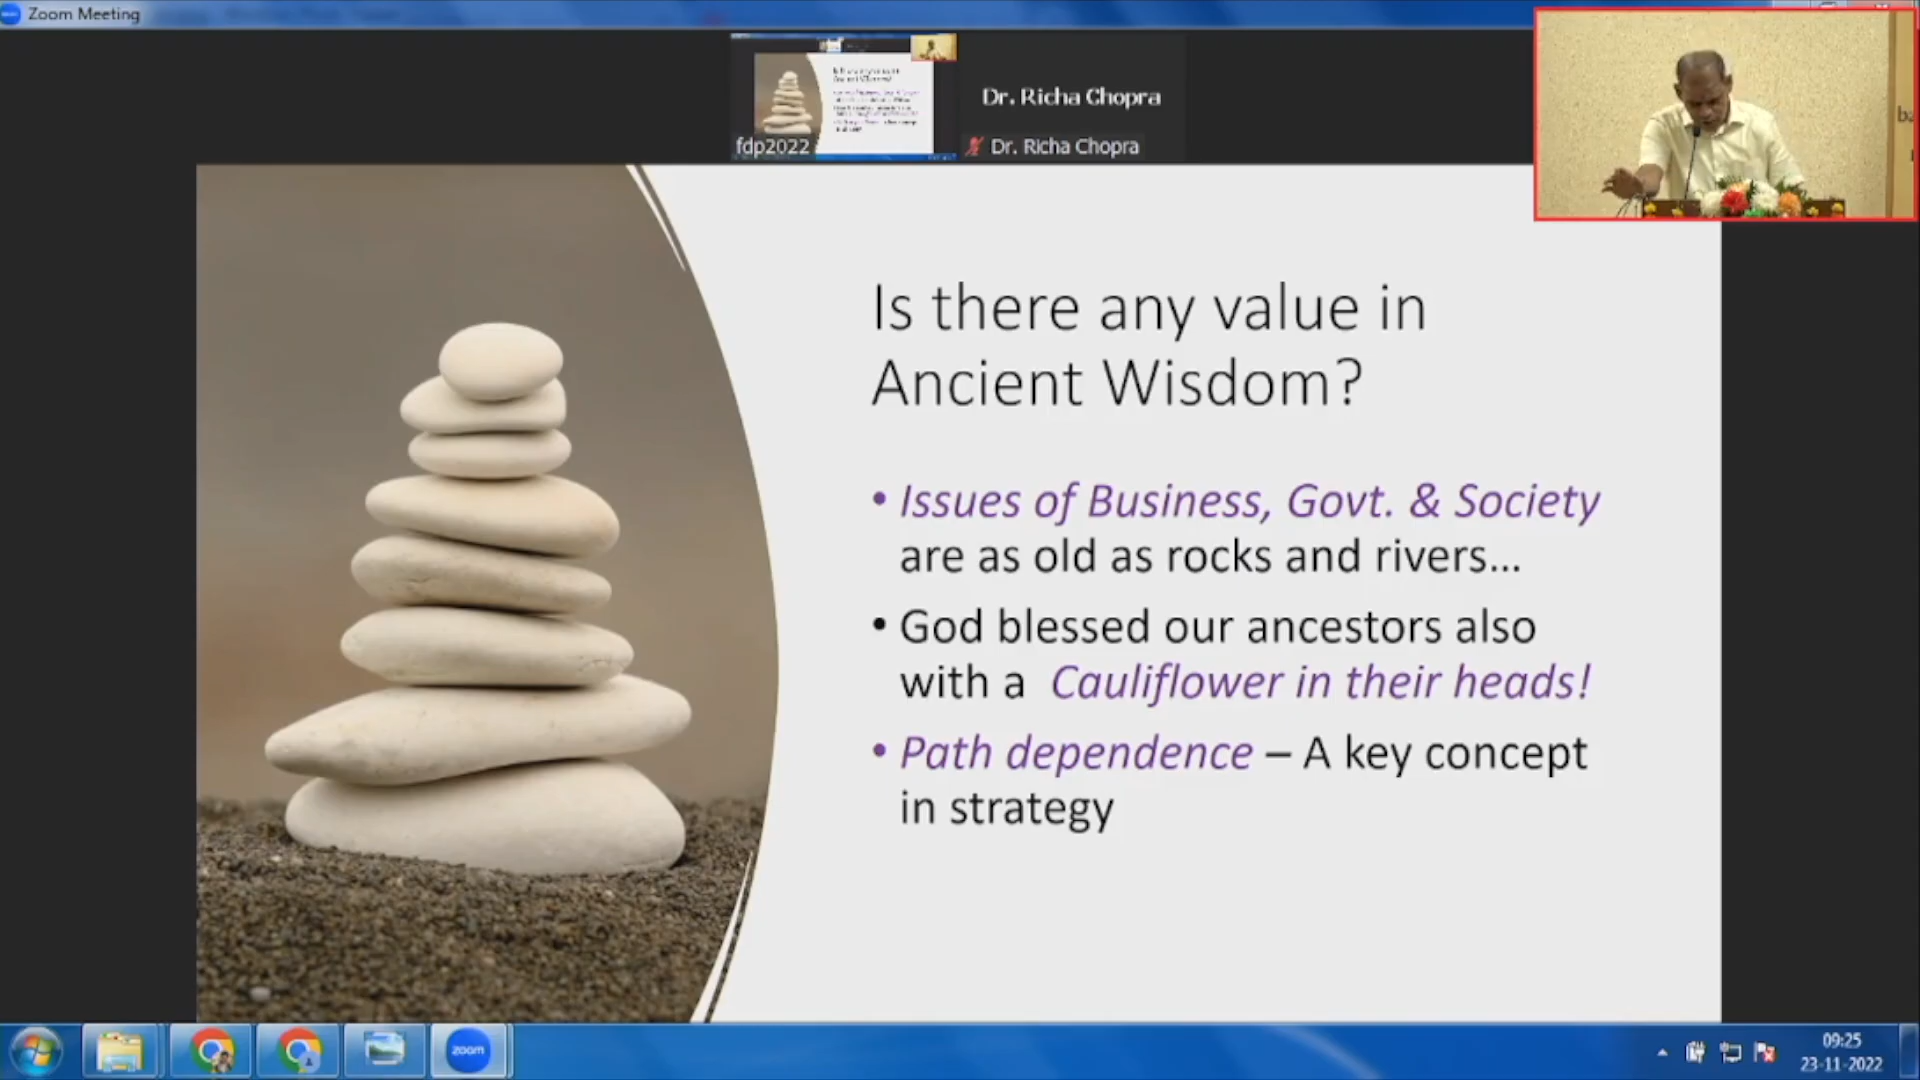 Zoom Meeting
fdp2022
Dr. Richa Chopra
Dr. Richa Chopra
Is there any value in
Ancient Wisdom?
• Issues of Business, Govt. & Society
are as old as rocks and rivers...
• God blessed our ancestors also
with a Cauliflower in their heads!
• Path dependence – A key concept
in strategy
zoom
09:25
23-11-2022